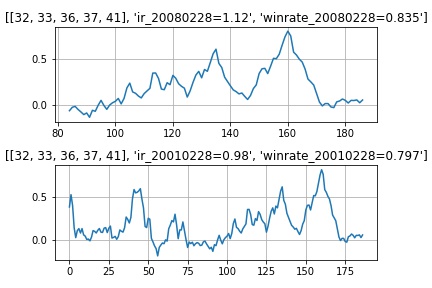 [[32, 33, 36, 37, 41], 'ir_20080228=1.12', 'winrate_20080228=0.835']
0.5
0.0
80 100 120 140 160 180
[[32, 33, 36, 37, 41], 'ir_20010228=0.98', 'winrate_20010228=0.797']
0.5
0.0
0 25 50 75 100 125 150 175